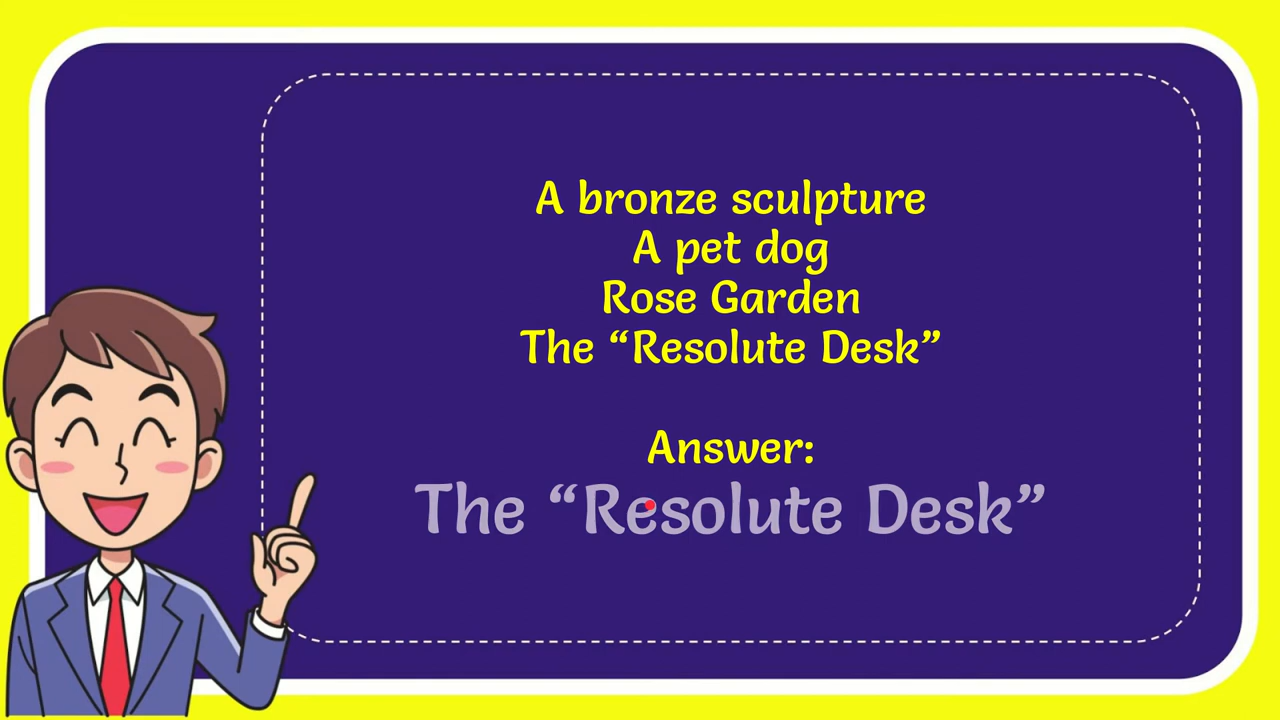 A bronze sculpture
A pet dog
Rose Garden
The “Resolute Desk”
Answer:
The “Resolute Desk”